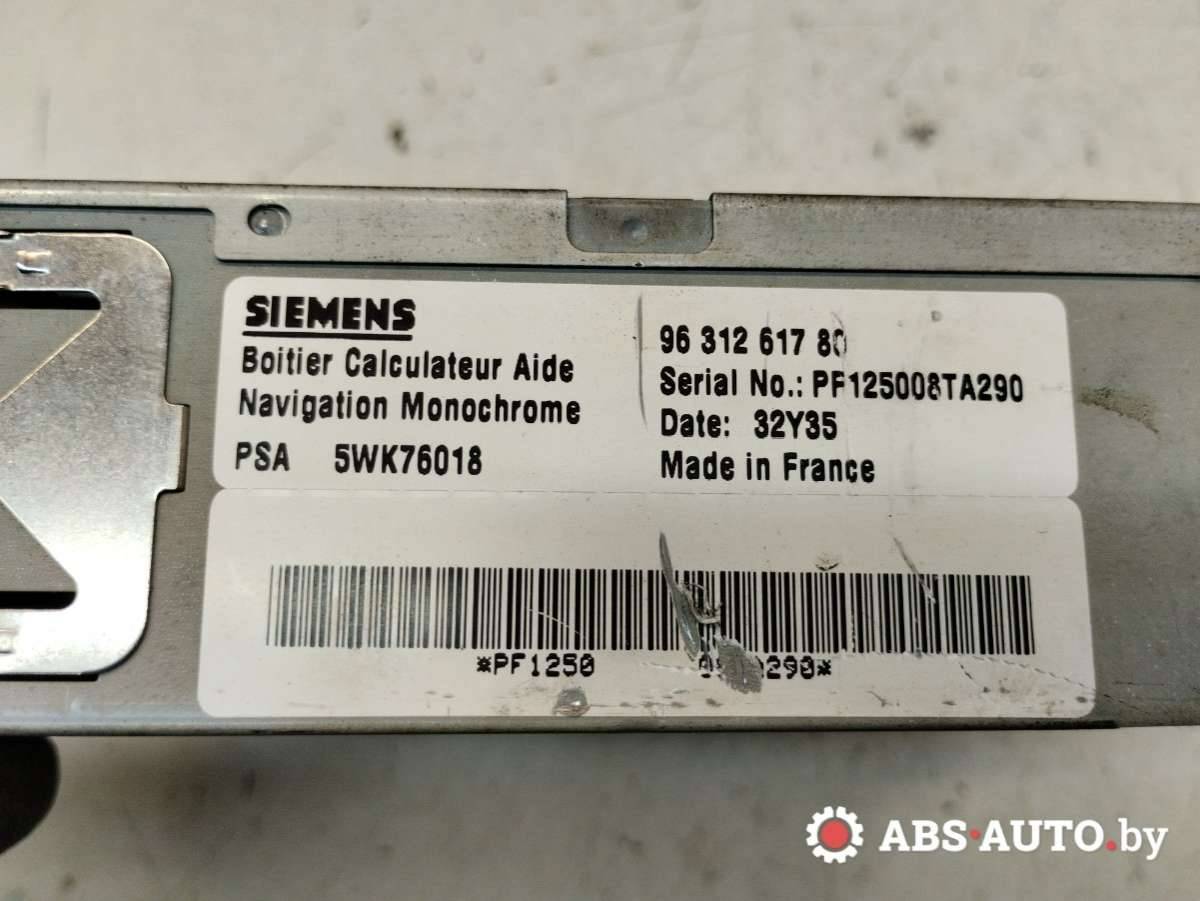 SIEMENS
Boitier Calculateur Aide
Navigation Monochrome
PSA 5WK76018
96 312 617 80
Serial No.: PF125008TA290
Date: 32Y35
Made in France
*PF1250
ABS-AUTO.by